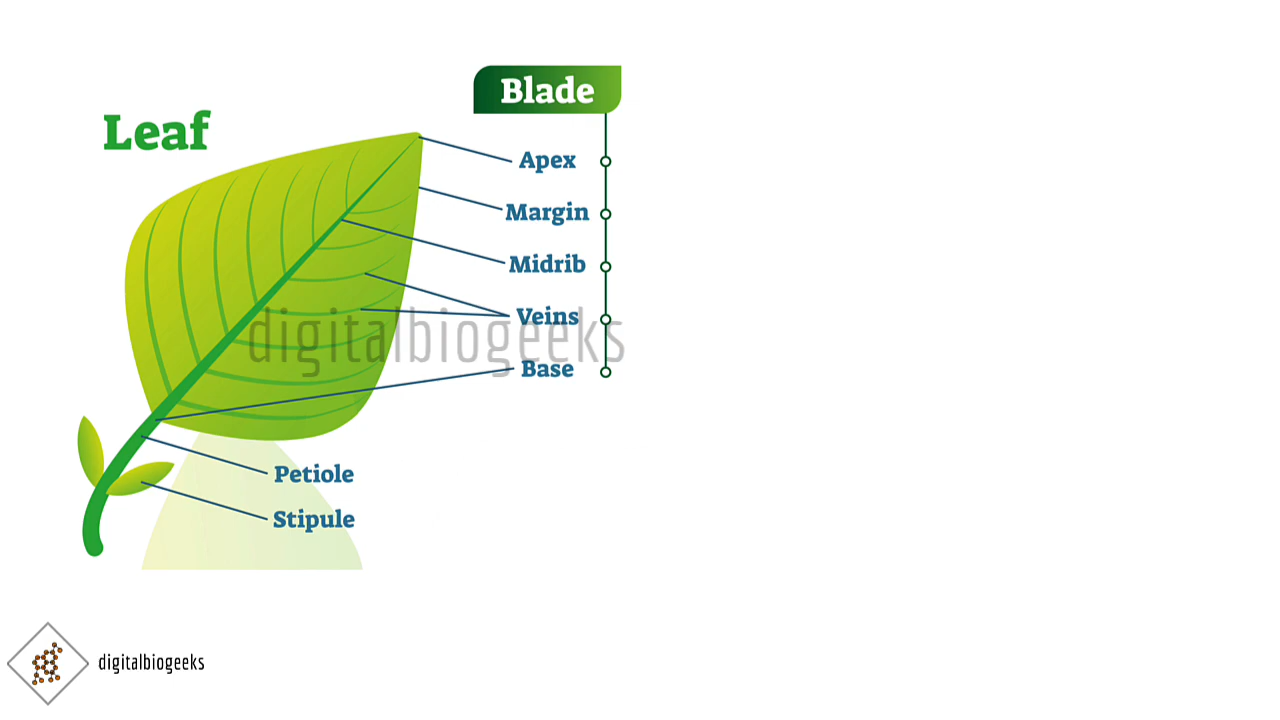 Blade
Leaf
Apex
Margin
Midrib
Veins
digitalbiogeeks
Base
Petiole
Stipule
digitalbiogeeks